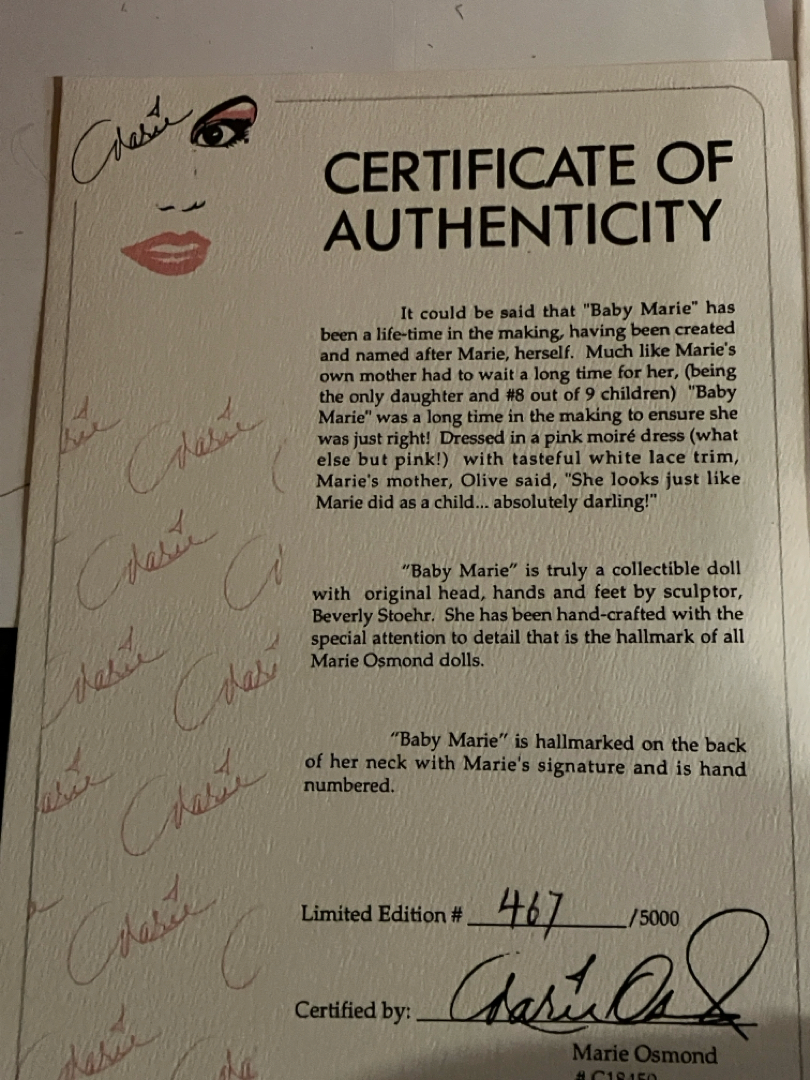 Marie
CERTIFICATE OF
AUTHENTICITY
It could be said that "Baby Marie" has
been a life-time in the making, having been created
and named after Marie, herself. Much like Marie's
own mother had to wait a long time for her, (being
the only daughter and #8 out of 9 children) "Baby
Marie" was a long time in the making to ensure she
was just right! Dressed in a pink moiré dress (what
else but pink!) with tasteful white lace trim,
Marie's mother, Olive said, "She looks just like
Marie did as a child... absolutely darling!"
"Baby Marie" is truly a collectible doll
with original head, hands and feet by sculptor,
Beverly Stoehr. She has been hand-crafted with the
special attention to detail that is the hallmark of all
Marie Osmond dolls.
"Baby Marie" is hallmarked on the back
of her neck with Marie's signature and is hand
numbered.
Limited Edition # 467 /5000
Certified by: Marie Os
Marie Osmond